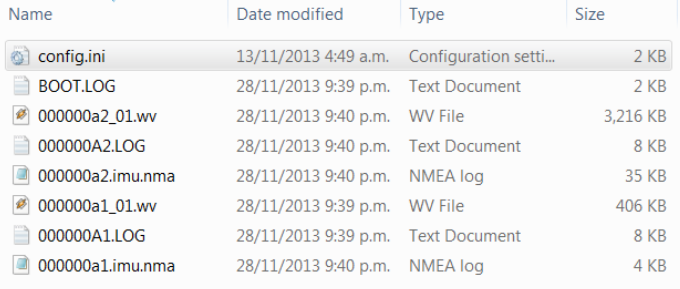 Name Date modified Type Size
config.ini 13/11/2013 4:49 a.m. Configuration setti... 2 KB
BOOT.LOG 28/11/2013 9:39 p.m. Text Document 2 KB
000000a2_01.wv 28/11/2013 9:40 p.m. WV File 3,216 KB
000000A2.LOG 28/11/2013 9:40 p.m. Text Document 8 KB
000000a2.imu.nma 28/11/2013 9:40 p.m. NMEA log 35 KB
000000a1_01.wv 28/11/2013 9:39 p.m. WV File 406 KB
000000A1.LOG 28/11/2013 9:39 p.m. Text Document 8 KB
000000a1.imu.nma 28/11/2013 9:40 p.m. NMEA log 4 KB